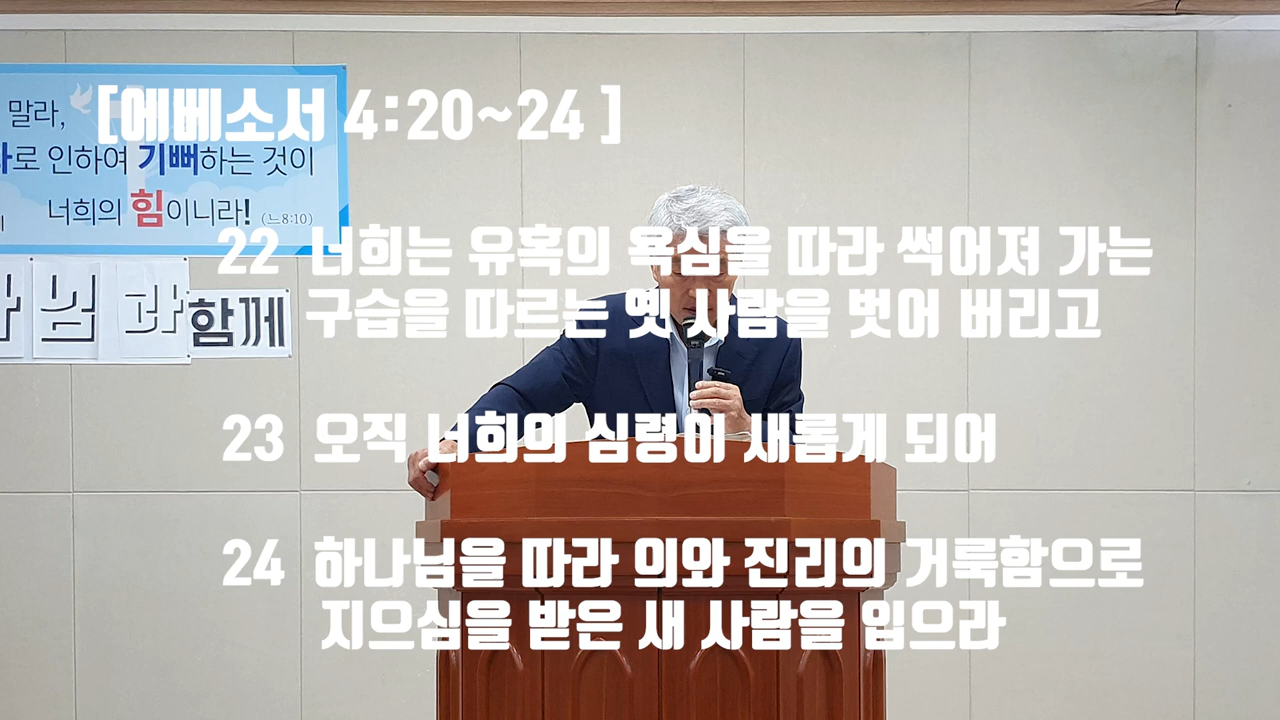 [에베소서 4:20~24 ]
말라,
로 인하여 기뻐하는 것이
너희의 힘이니라! (느8:10)
님 과 함께
22 너희는 유혹의 욕심을 따라 썩어져 가는
구습을 따르는 옛 사람을 벗어 버리고
23 오직 너희의 심령이 새롭게 되어
24 하나님을 따라 의와 진리의 거룩함으로
지으심을 받은 새 사람을 입으라